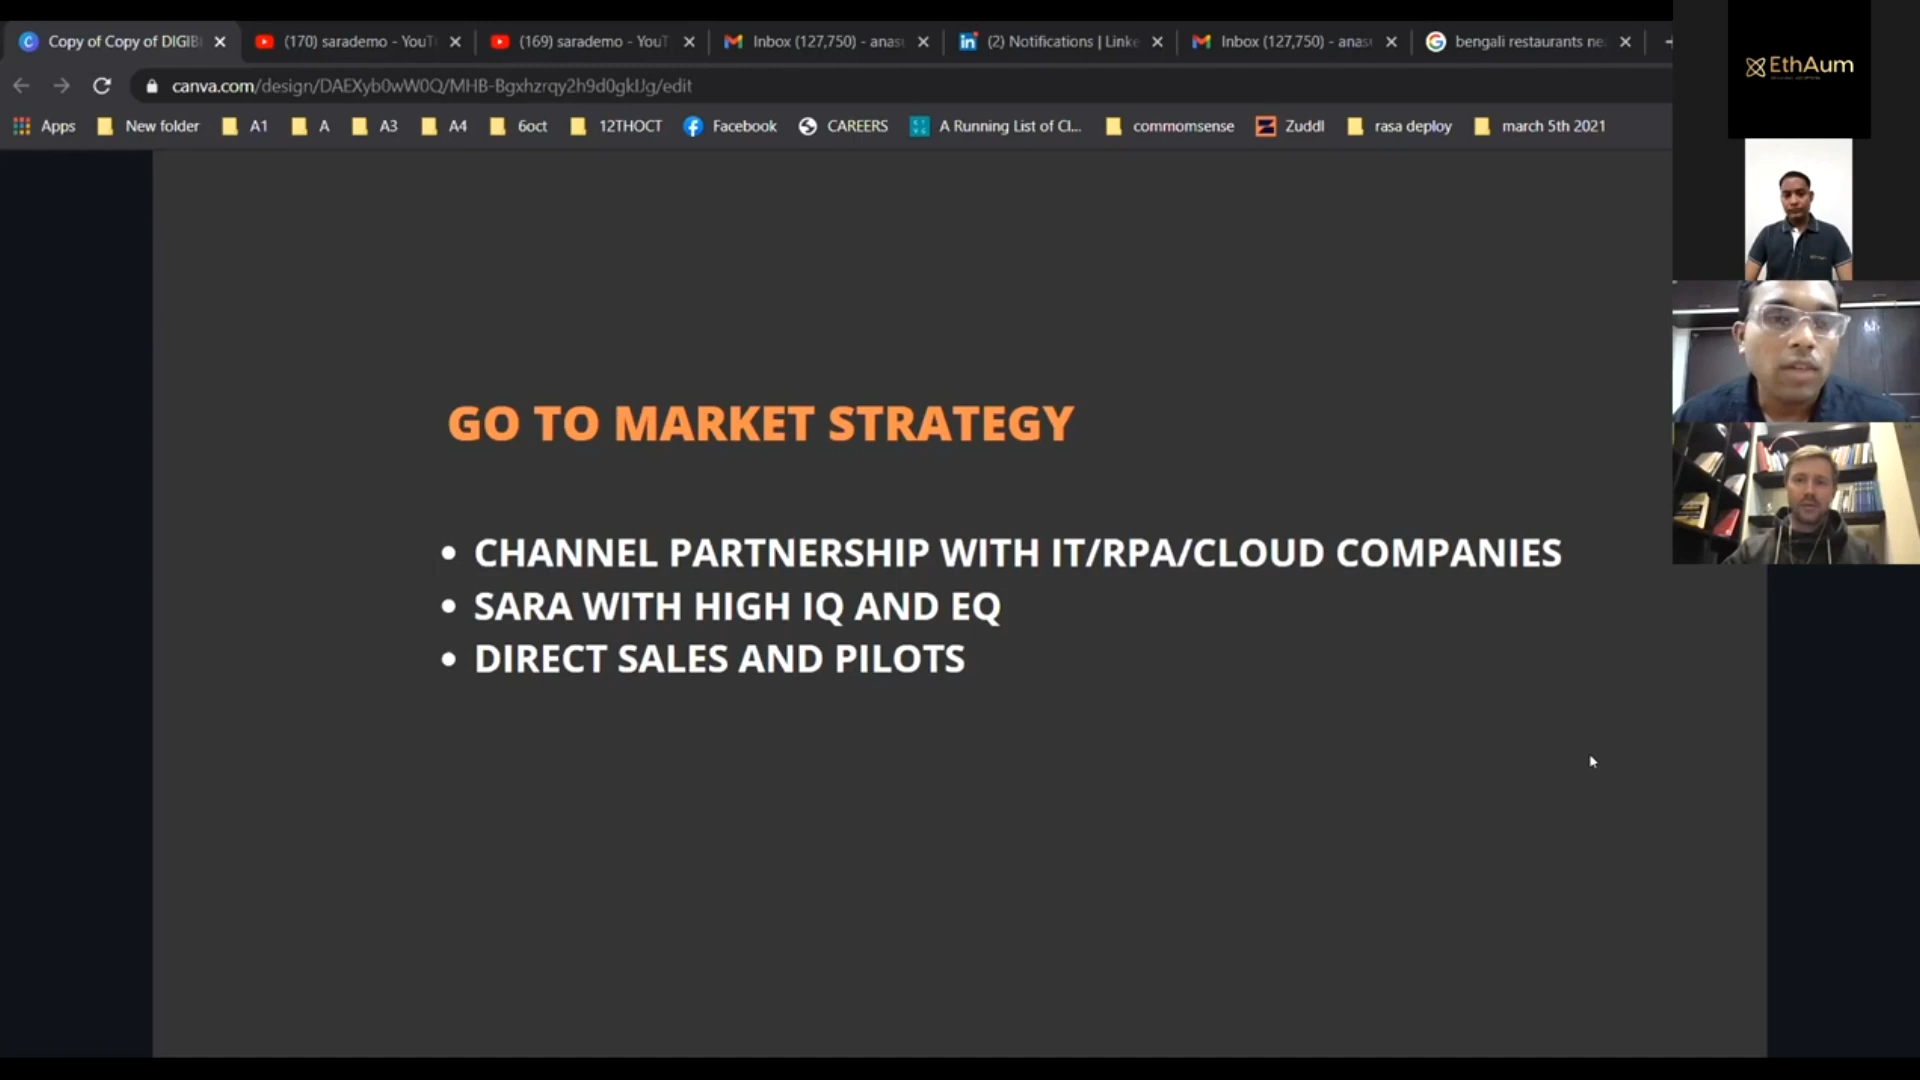 Copy of Copy of DIGIB
(170) sarademo - YouT
(169) sarademo - YouT
Inbox (127,750) - anas
(2) Notifications | Linke
Inbox (127,750) - anas
bengali restaurants ne
canva.com/design/DAEXyb0wW0Q/MHB-Bgxhzrqy2h9d0gkIJg/edit
Apps
New folder
A1
A
A3
A4
6oct
12THOCT
Facebook
CAREERS
A Running List of Cl...
commomsense
Zuddl
rasa deploy
march 5th 2021
EthAum
GO TO MARKET STRATEGY
• CHANNEL PARTNERSHIP WITH IT/RPA/CLOUD COMPANIES
• SARA WITH HIGH IQ AND EQ
• DIRECT SALES AND PILOTS